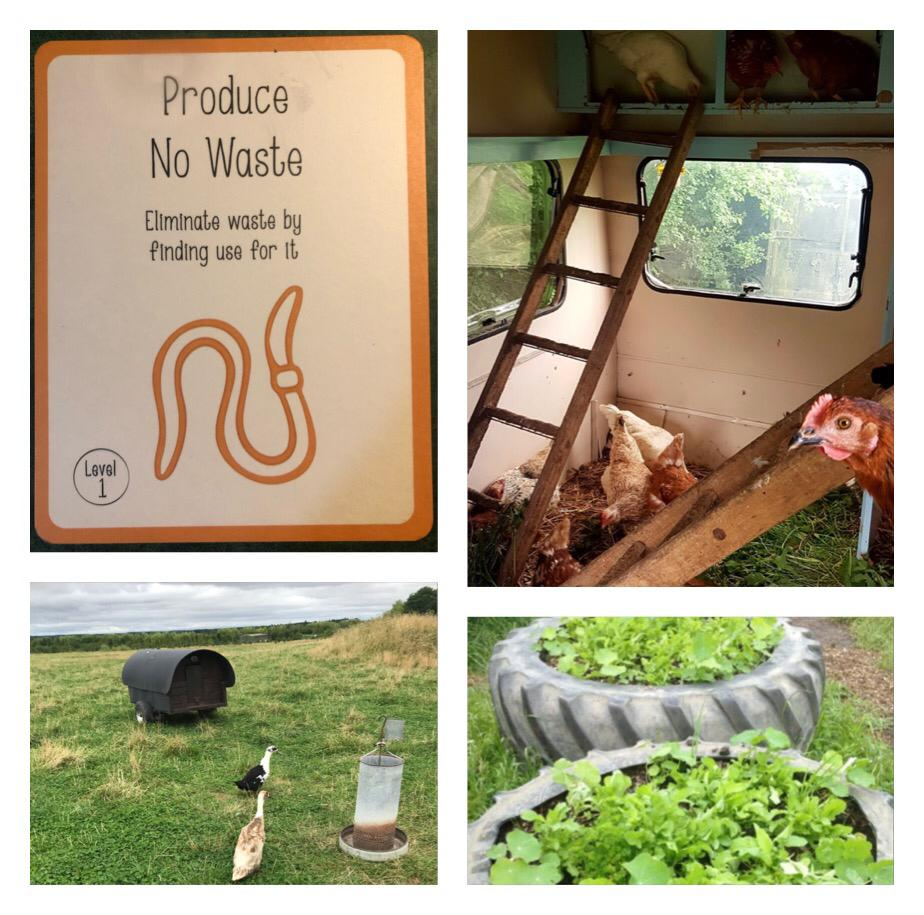 Produce
No Waste
Eliminate waste by
finding use for it
Level
1